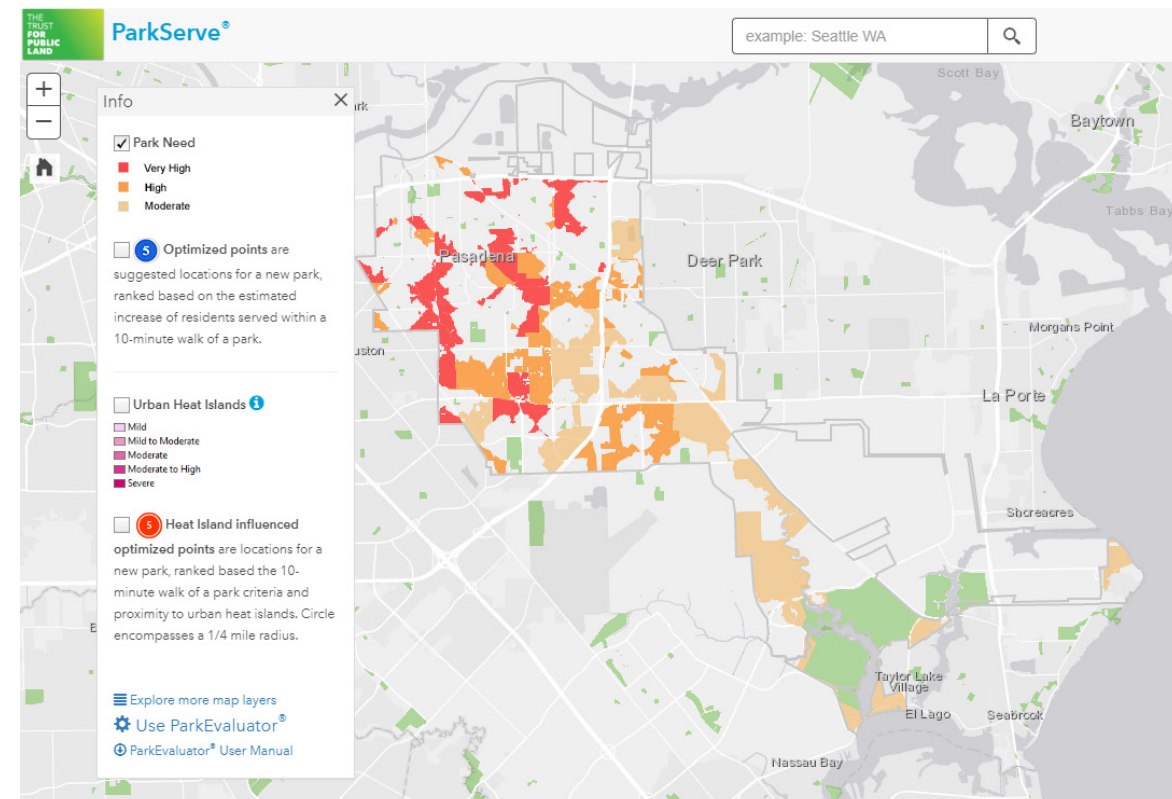 THE
TRUST
FOR
PUBLIC
LAND
ParkServe®
example: Seattle WA
Info
Park Need
Very High
High
Moderate
5 Optimized points are
suggested locations for a new park,
ranked based on the estimated
increase of residents served within a
10-minute walk of a park.
Urban Heat Islands
Mild
Mild to Moderate
Moderate
Moderate to High
Severe
5 Heat Island influenced
optimized points are locations for a
new park, ranked based the 10-
minute walk of a park criteria and
proximity to urban heat islands. Circle
encompasses a 1/4 mile radius.
Explore more map layers
Use ParkEvaluator®
ParkEvaluator® User Manual
Scott Bay
Baytown
Tabbs Bay
Pasadena
Deer Park
Morgans Point
uston
La Porte
Shoreacres
Taylor Lake
Village
El Lago
Seabrook
Nassau Bay